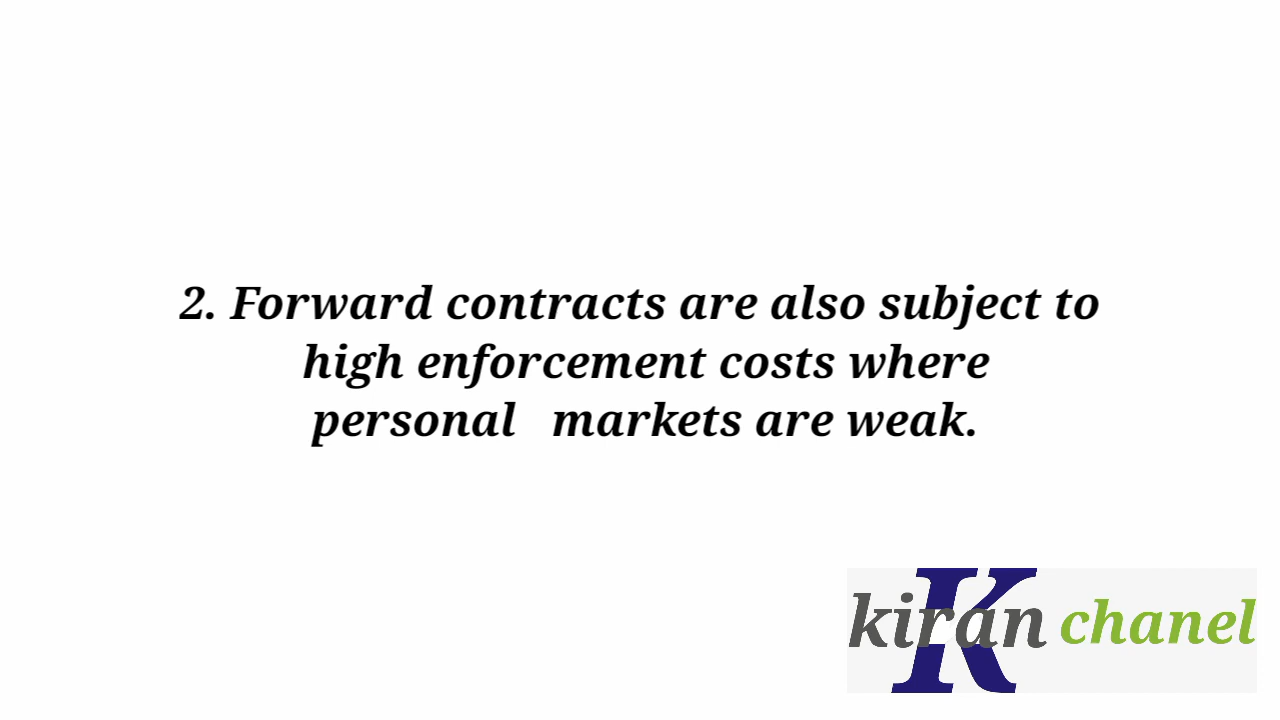 2. Forward contracts are also subject to
high enforcement costs where
personal   markets are weak.
kiran chanel
K